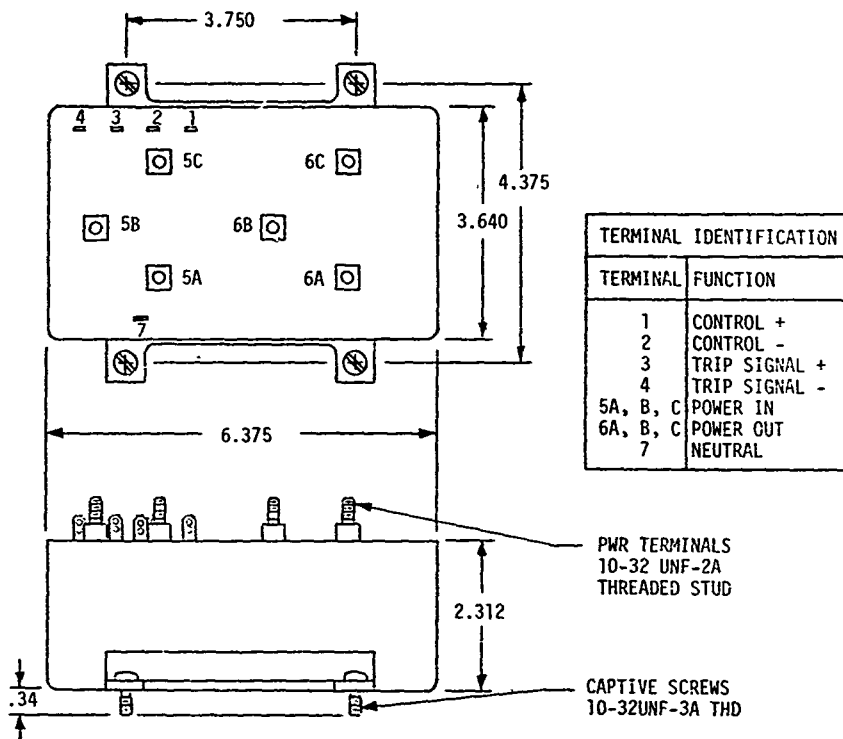 3.750
4 3 2 1
5C 6C
4.375
5B 6B
3.640
5A 6A
7
6.375
TERMINAL IDENTIFICATION
TERMINAL FUNCTION
1 CONTROL +
2 CONTROL -
3 TRIP SIGNAL +
4 TRIP SIGNAL -
5A, B, C POWER IN
6A, B, C POWER OUT
7 NEUTRAL
PWR TERMINALS
10-32 UNF-2A
THREADED STUD
2.312
.34
CAPTIVE SCREWS
10-32UNF-3A THD